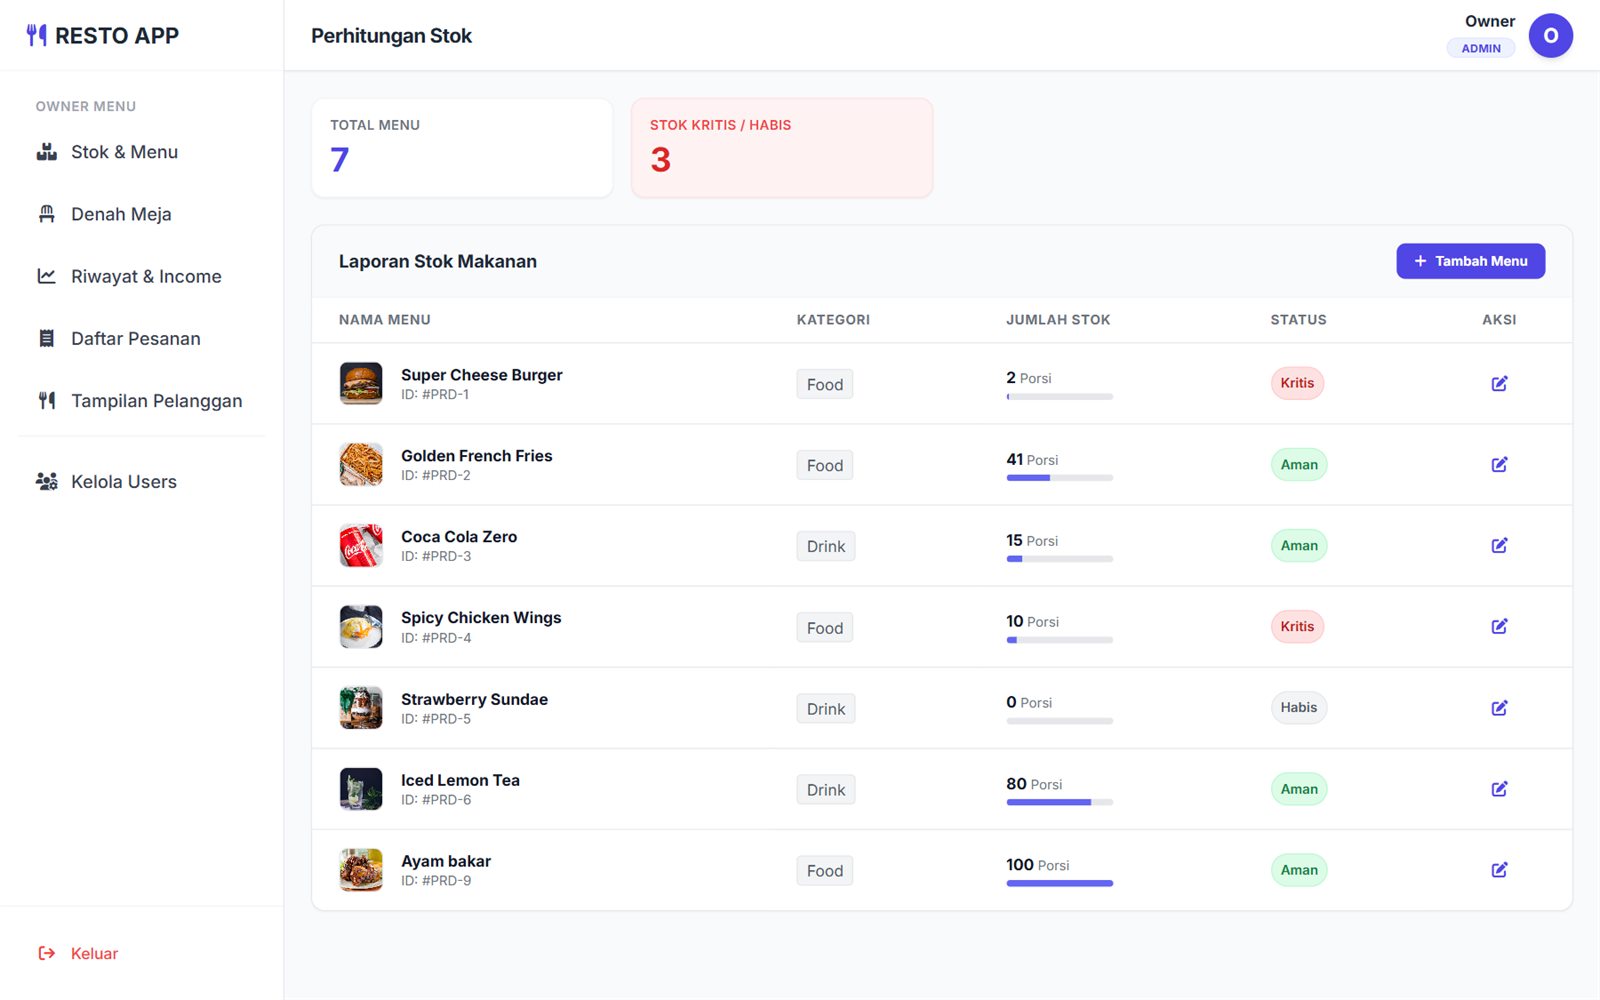 RESTO APP
Perhitungan Stok
Owner
ADMIN
O
OWNER MENU
Stok & Menu
Denah Meja
Riwayat & Income
Daftar Pesanan
Tampilan Pelanggan
Kelola Users
Keluar
TOTAL MENU
7
STOK KRITIS / HABIS
3
Laporan Stok Makanan
+ Tambah Menu
NAMA MENU KATEGORI JUMLAH STOK STATUS AKSI
Super Cheese Burger
ID: #PRD-1
Food
2 Porsi
Kritis
Golden French Fries
ID: #PRD-2
Food
41 Porsi
Aman
Coca Cola Zero
ID: #PRD-3
Drink
15 Porsi
Aman
Spicy Chicken Wings
ID: #PRD-4
Food
10 Porsi
Kritis
Strawberry Sundae
ID: #PRD-5
Drink
0 Porsi
Habis
Iced Lemon Tea
ID: #PRD-6
Drink
80 Porsi
Aman
Ayam bakar
ID: #PRD-9
Food
100 Porsi
Aman